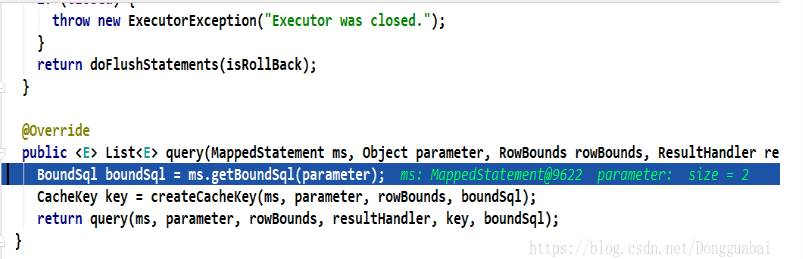 throw new ExecutorException("Executor was closed.");
}
return doFlushStatements(isRollBack);
}
@Override
public <E> List<E> query(MappedStatement ms, Object parameter, RowBounds rowBounds, ResultHandler re
BoundSql boundSql = ms.getBoundSql(parameter); ms: MappedStatement@9622 parameter: size = 2
CacheKey key = createCacheKey(ms, parameter, rowBounds, boundSql);
return query(ms, parameter, rowBounds, resultHandler, key, boundSql);
}
https://blog.csdn.net/Dongguabai